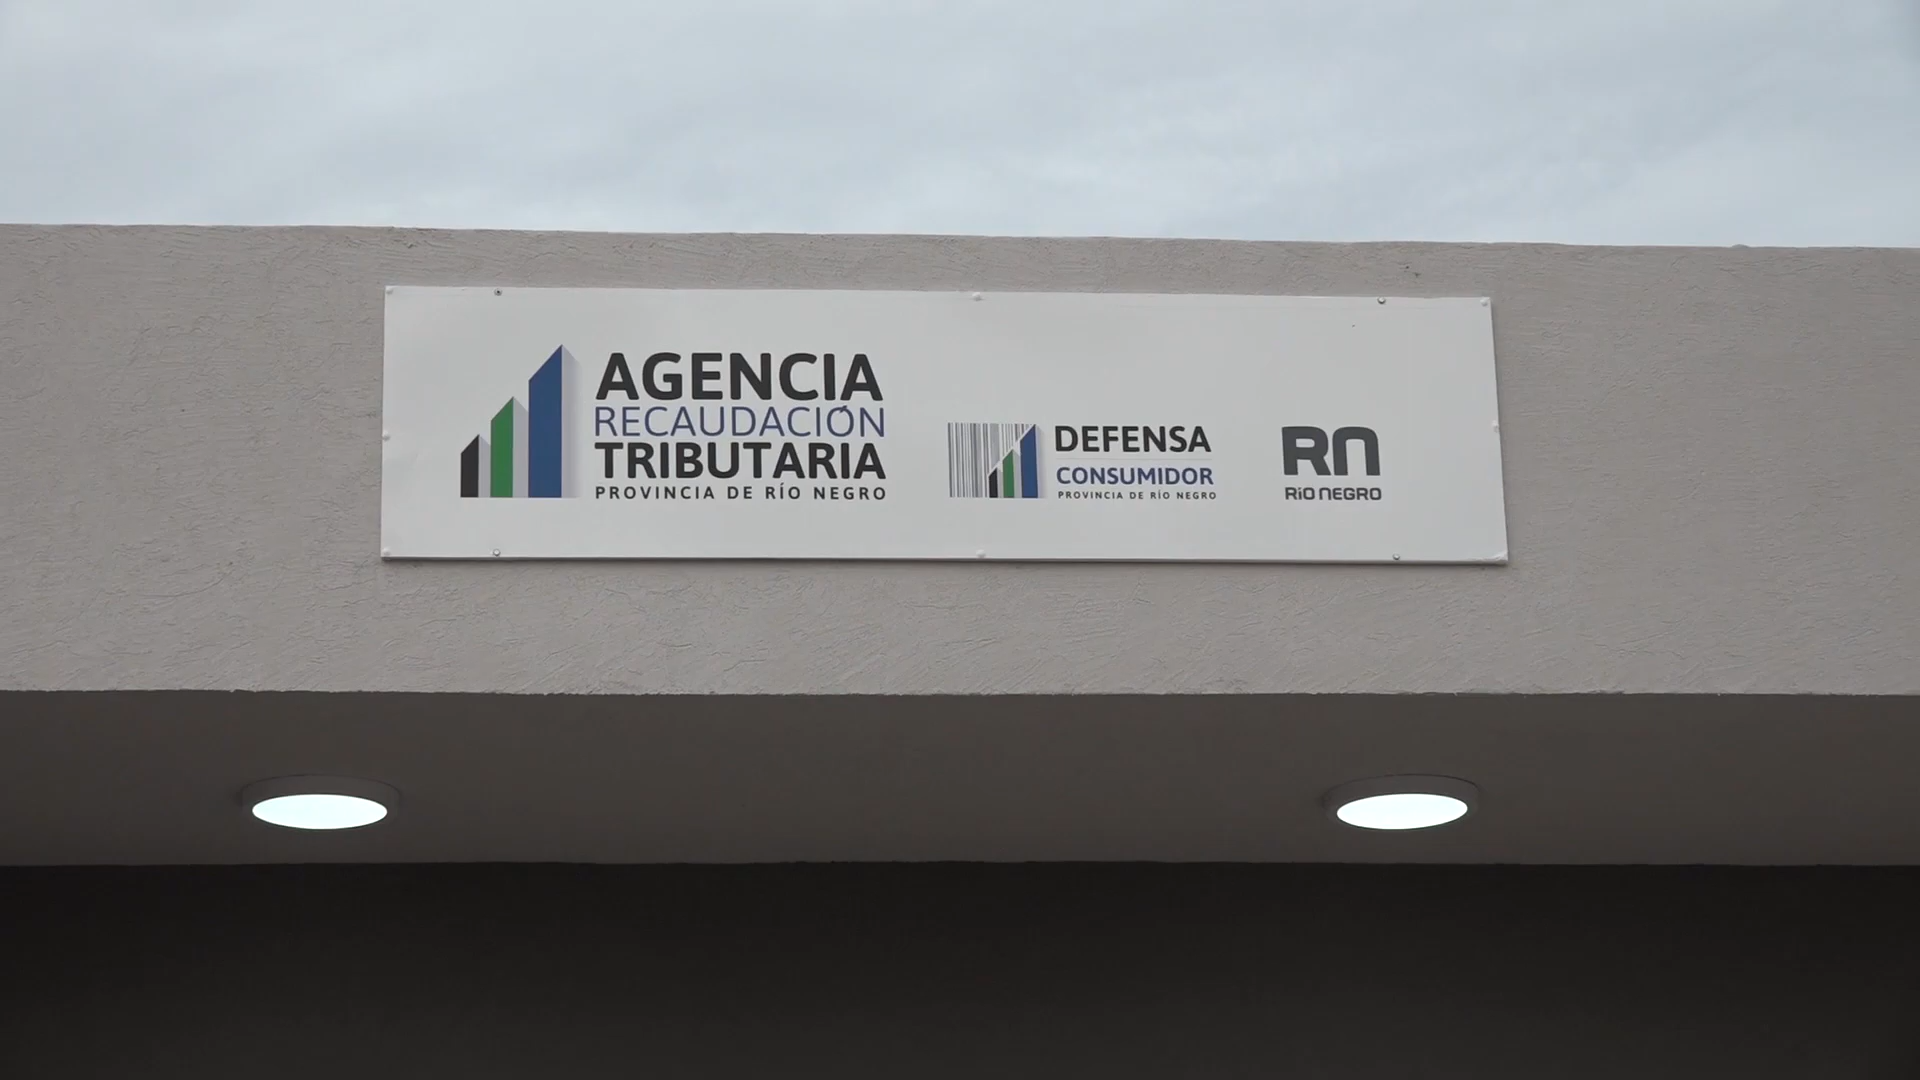 AGENCIA
RECAUDACIÓN
TRIBUTARIA
PROVINCIA DE RÍO NEGRO
DEFENSA
CONSUMIDOR
PROVINCIA DE RÍO NEGRO
RN
RÍO NEGRO